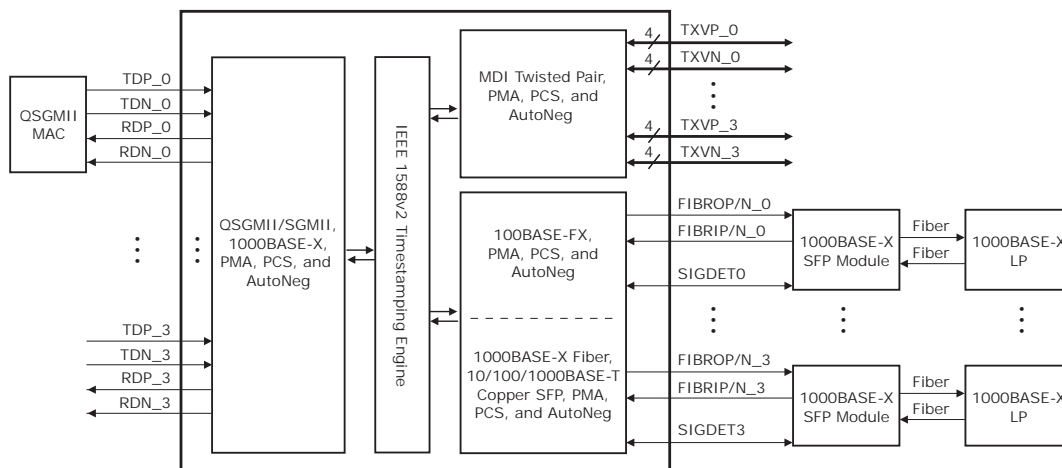 QSGMII
MAC
TDP_0
TDN_0
RDP_0
RDN_0
TDP_3
TDN_3
RDP_3
RDN_3
QSGMII/SGMII,
1000BASE-X,
PMA, PCS, and
AutoNeg
IEEE 1588v2 Timestamping Engine
MDI Twisted Pair,
PMA, PCS, and
AutoNeg
4
TXVP_0
4
TXVN_0
4
TXVP_3
4
TXVN_3
100BASE-FX,
PMA, PCS, and
AutoNeg
1000BASE-X Fiber,
10/100/1000BASE-T
Copper SFP, PMA,
PCS, and AutoNeg
FIBROP/N_0
FIBRIP/N_0
SIGDET0
1000BASE-X
SFP Module
Fiber
Fiber
1000BASE-X
LP
FIBROP/N_3
FIBRIP/N_3
SIGDET3
1000BASE-X
SFP Module
Fiber
Fiber
1000BASE-X
LP